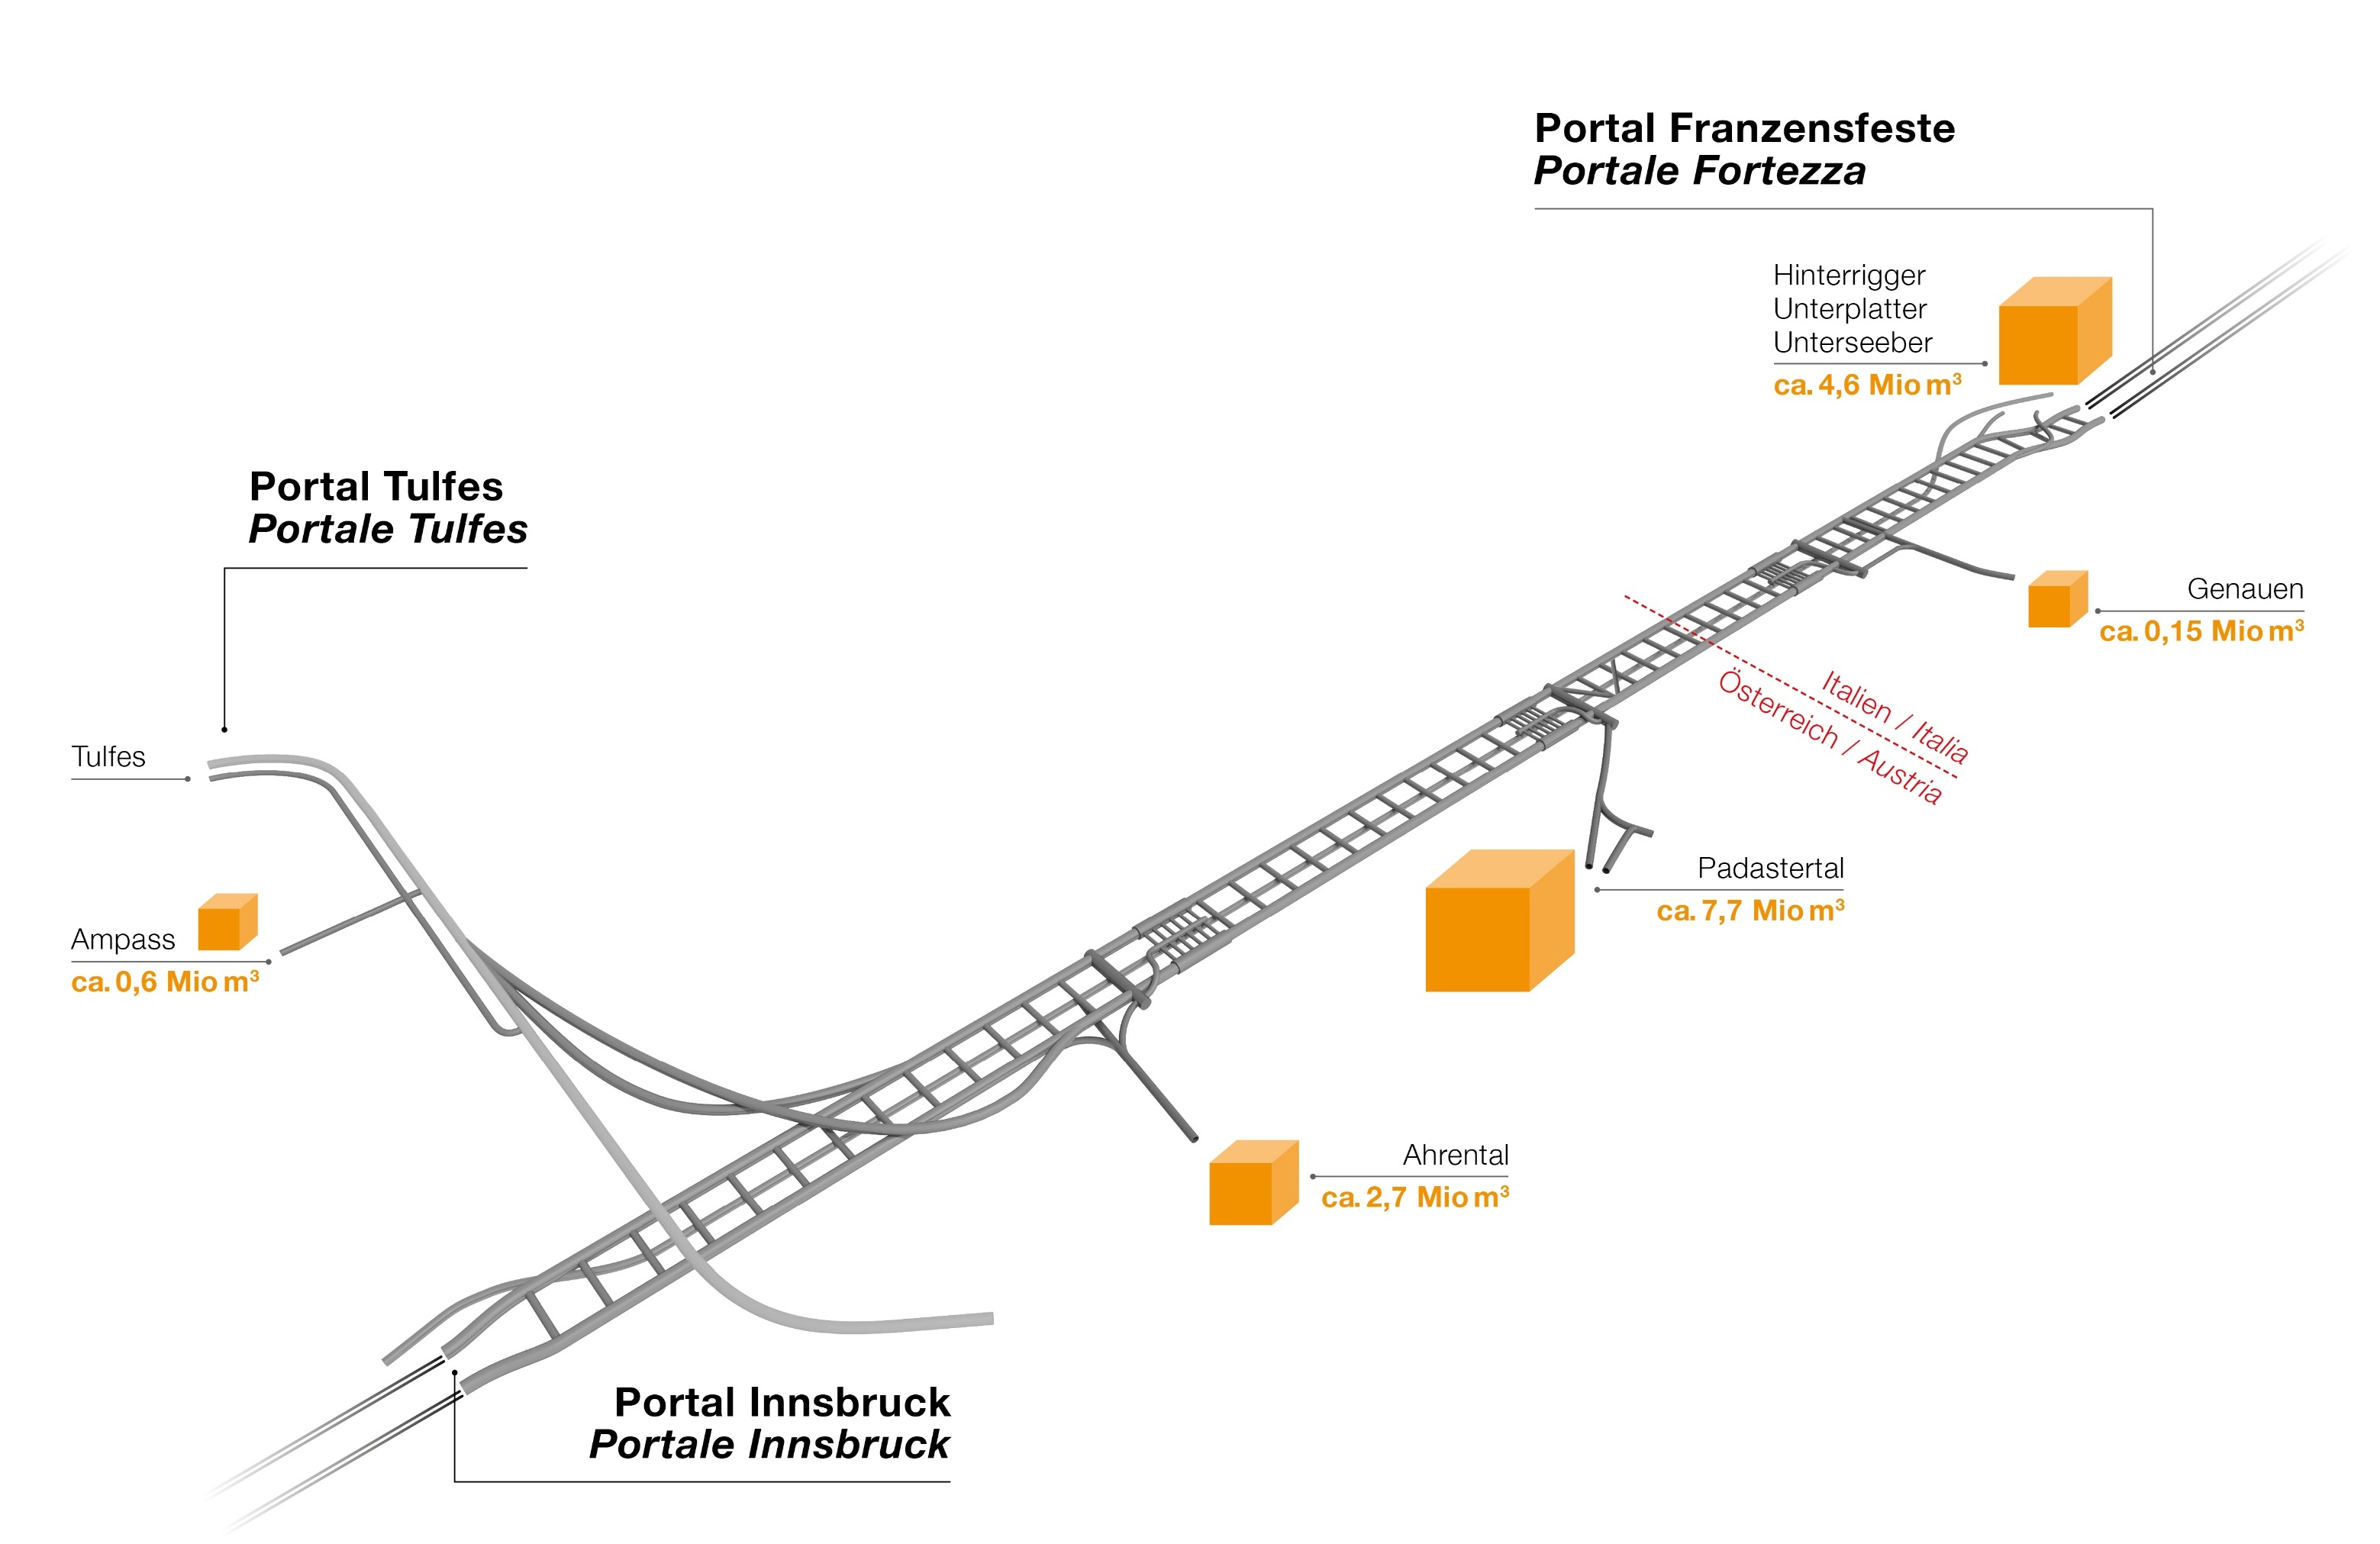 Portal Franzensfeste
Portale Fortezza
Hinterrigger
Unterplatter
Unterseeber
ca. 4,6 Mio m³
Portal Tulfes
Portale Tulfes
Genauen
ca. 0,15 Mio m³
Italien / Italia
Österreich / Austria
Tulfes
Padastertal
ca. 7,7 Mio m³
Ampass
ca. 0,6 Mio m³
Ahrental
ca. 2,7 Mio m³
Portal Innsbruck
Portale Innsbruck